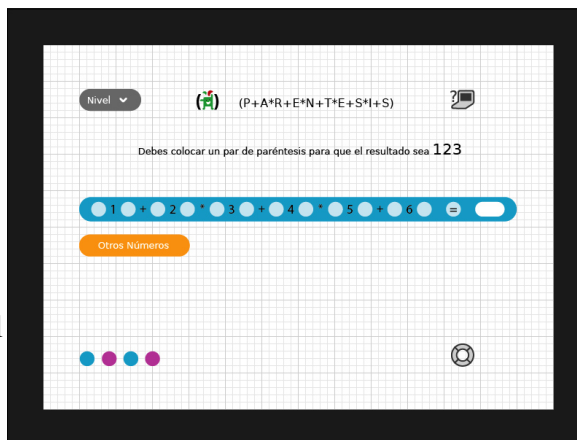 Nivel
(P+A*R+E*N+T*E+S*I+S)
?
Debes colocar un par de paréntesis para que el resultado sea 123
1 + 2 * 3 + 4 * 5 + 6 =
Otros Números